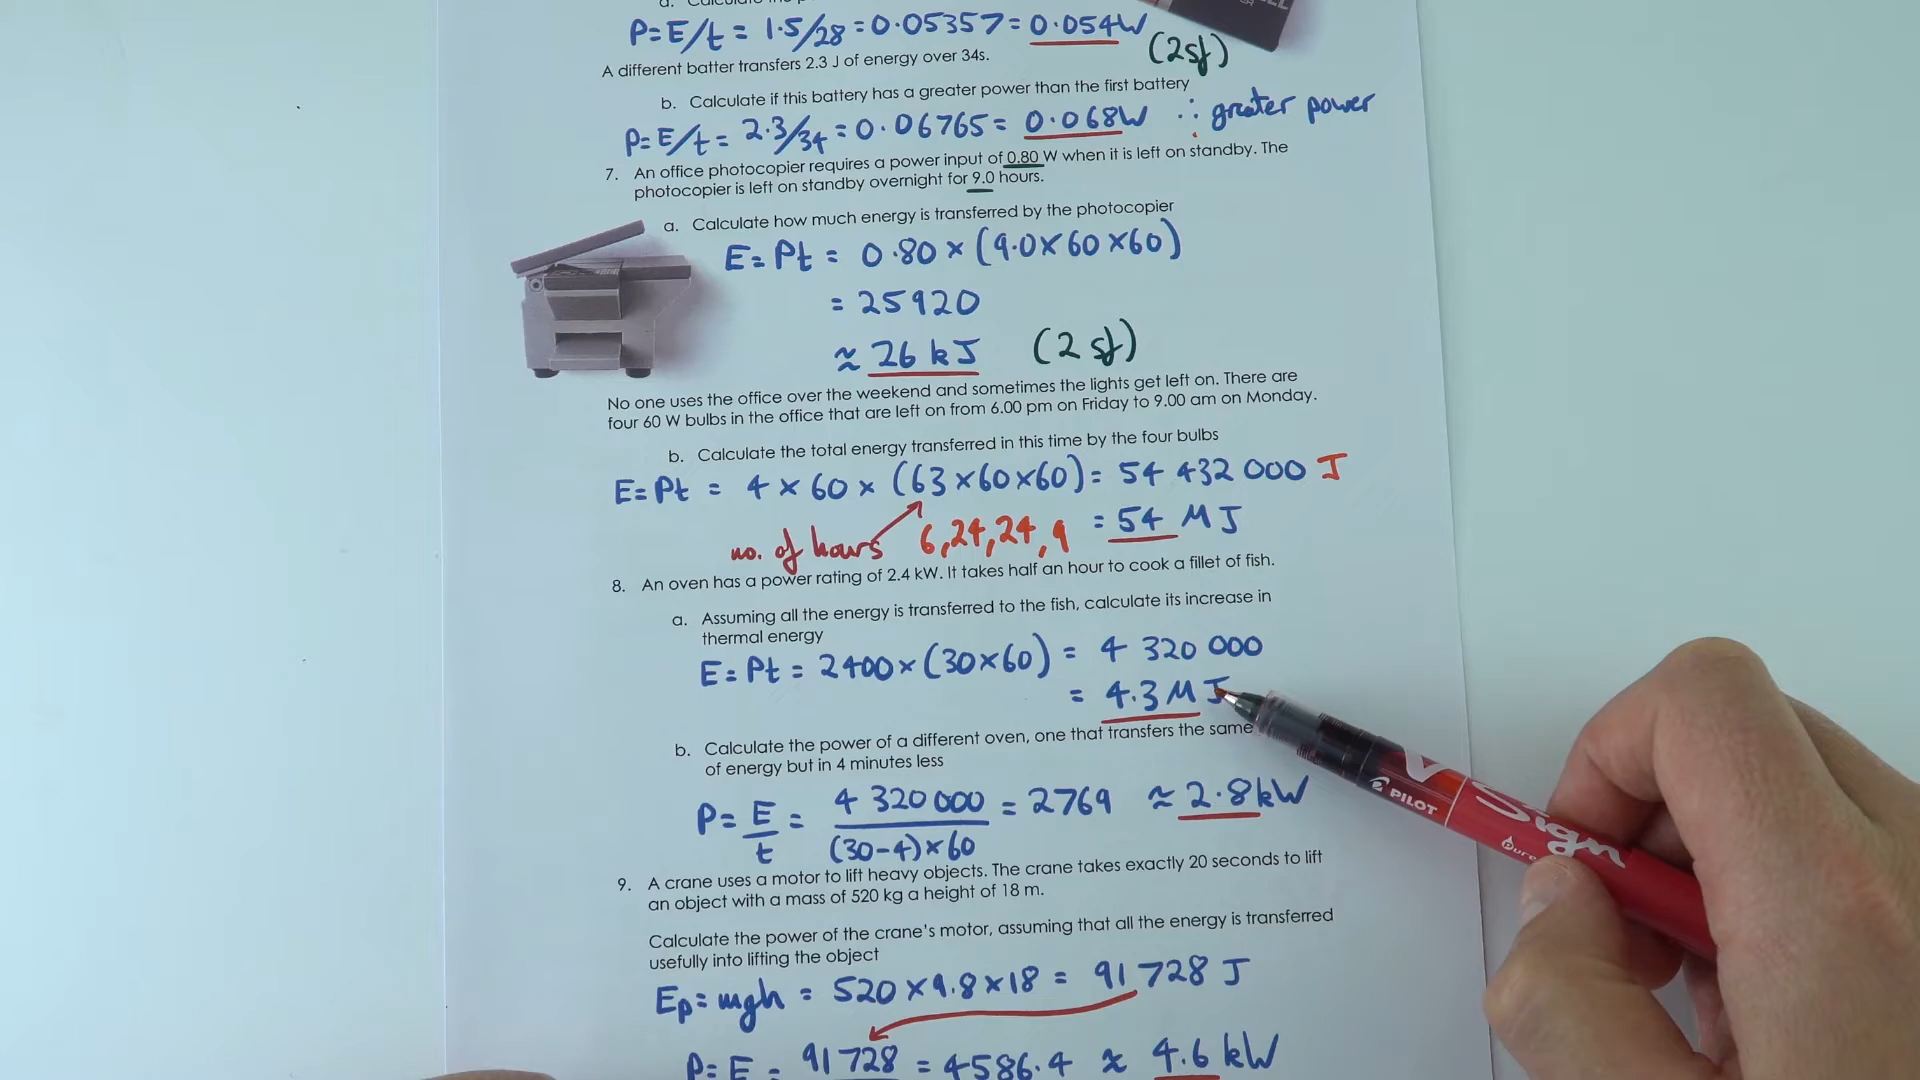 P=E/t = 1.5/28 = 0.05357 = 0.054W (2sf)
A different batter transfers 2.3 J of energy over 34s.
b. Calculate if this battery has a greater power than the first battery
P=E/t = 2.3/34 = 0.06765 = 0.068W ∴ greater power
7. An office photocopier requires a power input of 0.80 W when it is left on standby. The
photocopier is left on standby overnight for 9.0 hours.
a. Calculate how much energy is transferred by the photocopier
E = Pt = 0.80 × (9.0×60×60)
= 25920
≈ 26 kJ (2 sf)
No one uses the office over the weekend and sometimes the lights get left on. There are
four 60 W bulbs in the office that are left on from 6.00 pm on Friday to 9.00 am on Monday.
b. Calculate the total energy transferred in this time by the four bulbs
E=Pt = 4 × 60 × (63×60×60) = 54 432 000 J
no. of hours 6,24,24,9 = 54 MJ
8. An oven has a power rating of 2.4 kW. It takes half an hour to cook a fillet of fish.
a. Assuming all the energy is transferred to the fish, calculate its increase in
thermal energy
E = Pt = 2400×(30×60) = 4 320 000
= 4.3 MJ
b. Calculate the power of a different oven, one that transfers the same
of energy but in 4 minutes less
P = E/t = 4 320 000/(30-4)×60 = 2769 ≈ 2.8kW
9. A crane uses a motor to lift heavy objects. The crane takes exactly 20 seconds to lift
an object with a mass of 520 kg a height of 18 m.
Calculate the power of the crane's motor, assuming that all the energy is transferred
usefully into lifting the object
Ep = mgh = 520×9.8×18 = 91 728 J
P= E = 91 728 = 4586.4 ≈ 4.6 kW
PILOT
Sign
Pure